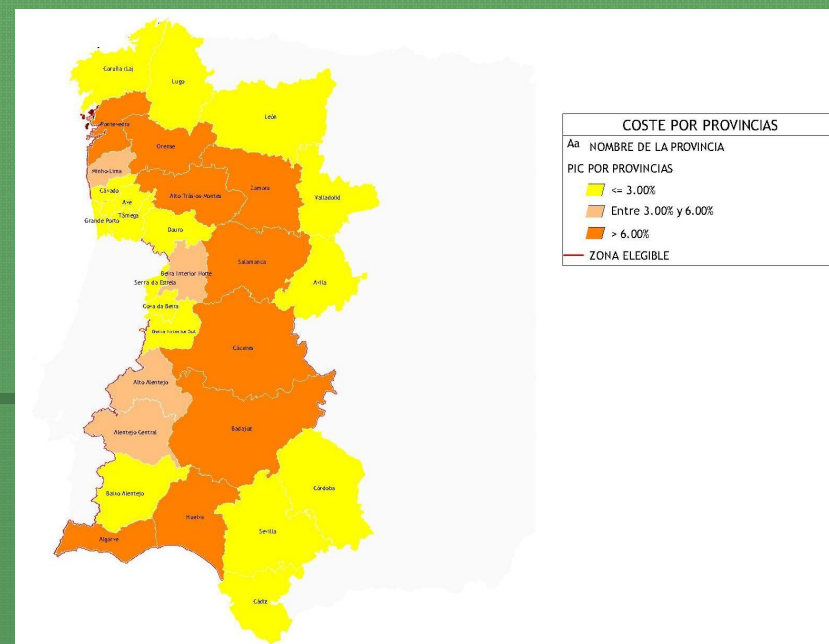 Coruña (La)
Lugo
León
Pontevedra
Orense
Minho-Lima
Cávado
Ave
Alto Trás-os-Montes
Zamora
Valladolid
Tâmega
Grande Porto
Douro
Beira Interior Norte
Salamanca
Serra da Estrela
Avila
Cova da Beira
Beira Interior Sul
Cáceres
Alto Alentejo
Alentejo Central
Badajoz
Baixo Alentejo
Córdoba
Huelva
Sevilla
Algarve
Cádiz
COSTE POR PROVINCIAS
Aa NOMBRE DE LA PROVINCIA
PIC POR PROVINCIAS
<= 3.00%
Entre 3.00% y 6.00%
> 6.00%
ZONA ELEGIBLE